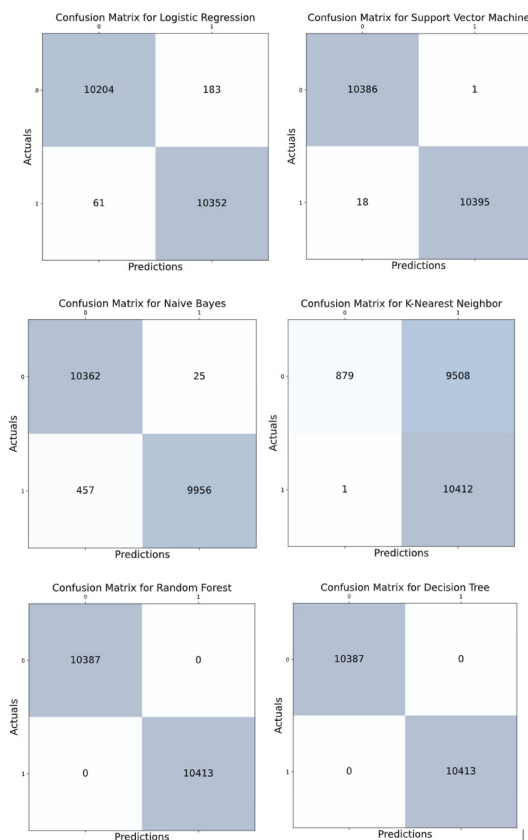 Confusion Matrix for Logistic Regression
0 1
0 10204 183
Actuals
1 61 10352
Predictions
Confusion Matrix for Support Vector Machine
0 1
0 10386 1
Actuals
1 18 10395
Predictions
Confusion Matrix for Naive Bayes
0 1
0 10362 25
Actuals
1 457 9956
Predictions
Confusion Matrix for K-Nearest Neighbor
0 1
0 879 9508
Actuals
1 1 10412
Predictions
Confusion Matrix for Random Forest
0 1
0 10387 0
Actuals
1 0 10413
Predictions
Confusion Matrix for Decision Tree
0 1
0 10387 0
Actuals
1 0 10413
Predictions